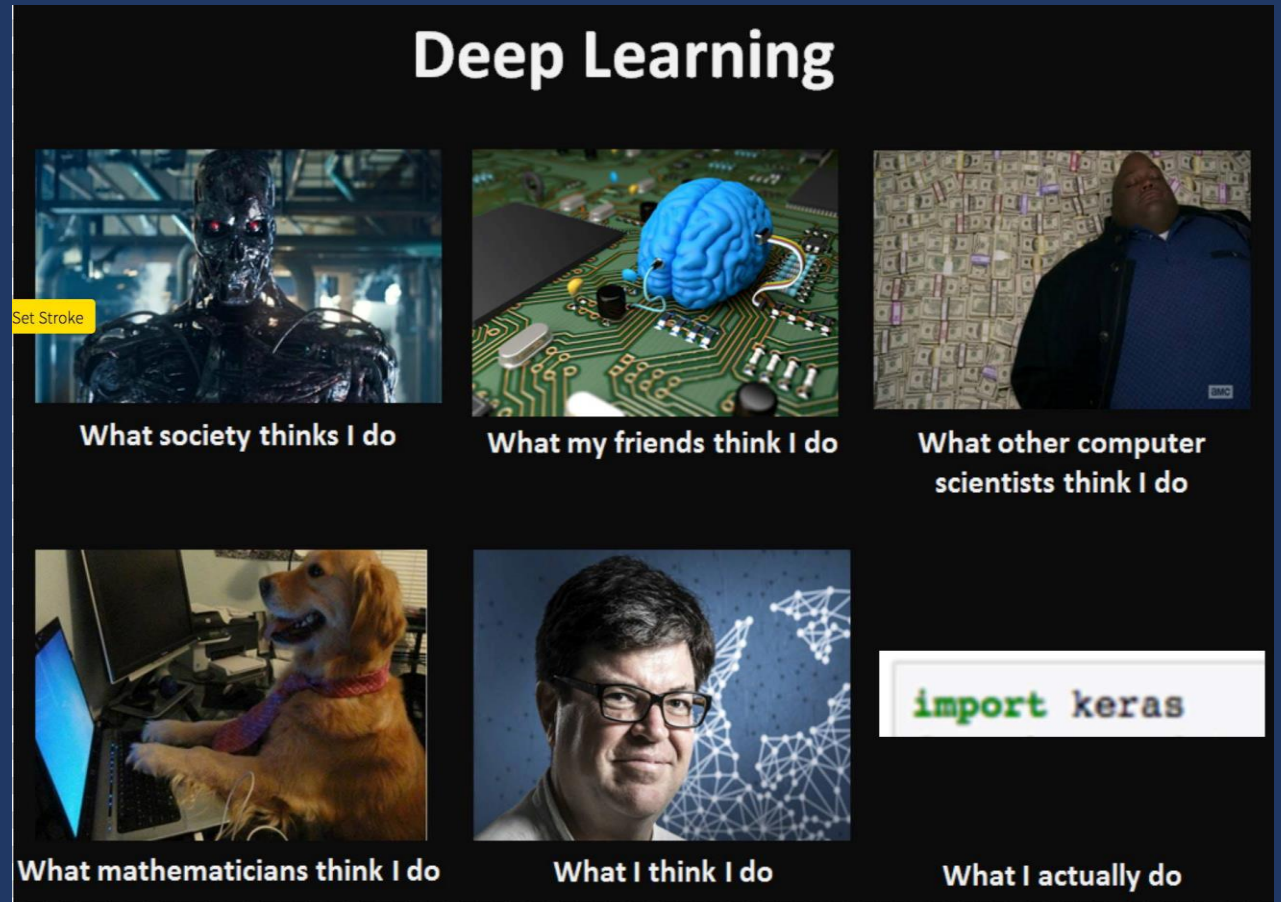 Deep Learning
Set Stroke
aMC
What society thinks I do
What my friends think I do
What other computer
scientists think I do
import keras
What mathematicians think I do
What I think I do
What I actually do